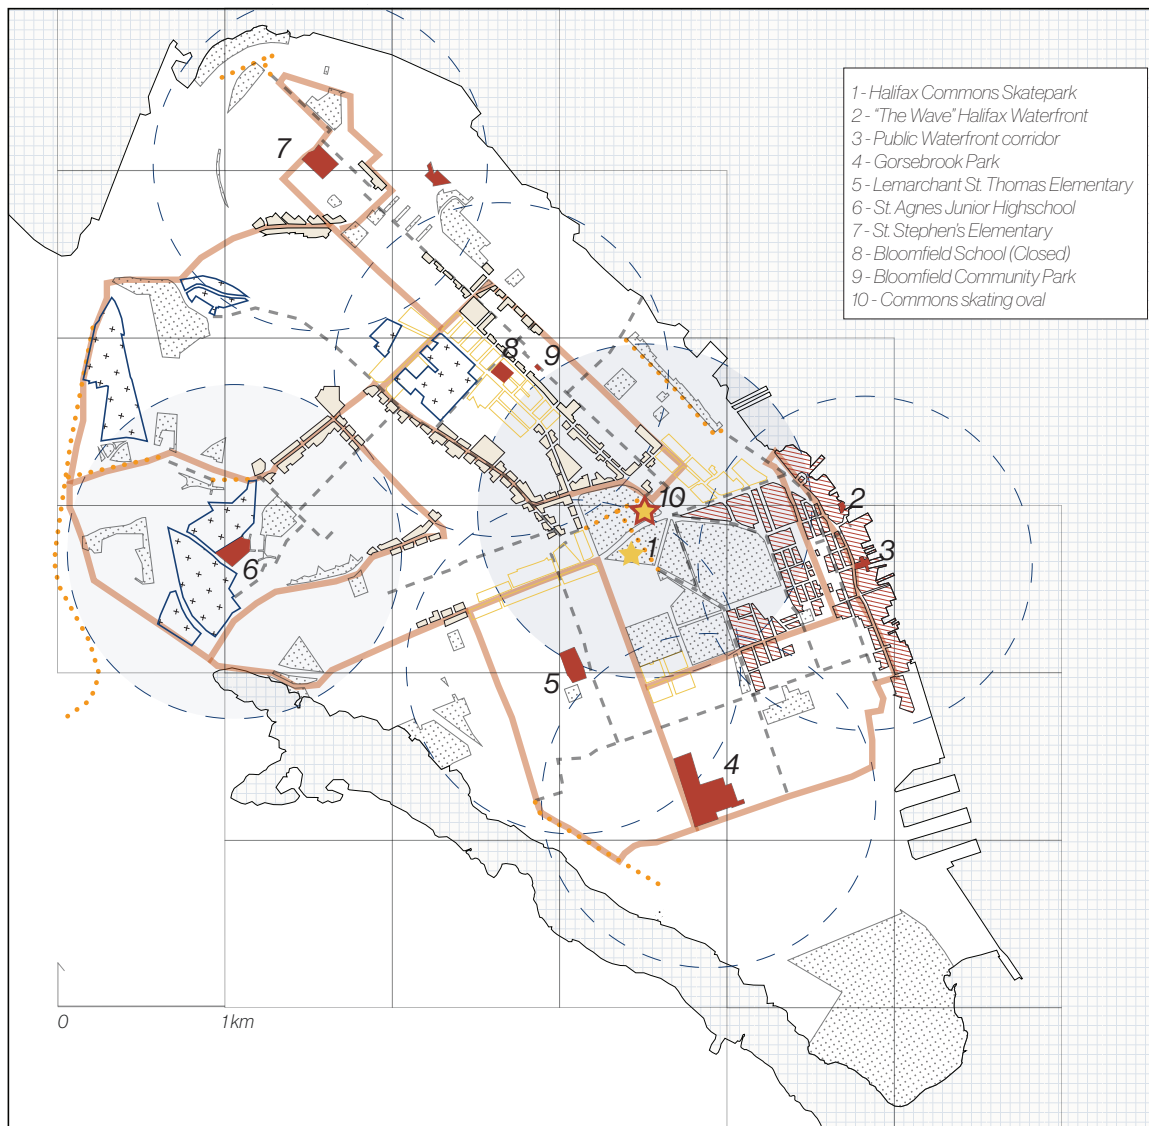 1 - Halifax Commons Skatepark
2 - "The Wave" Halifax Waterfront
3 - Public Waterfront corridor
4 - Gorsebrook Park
5 - Lemarchant St. Thomas Elementary
6 - St. Agnes Junior Highschool
7 - St. Stephen's Elementary
8 - Bloomfield School (Closed)
9 - Bloomfield Community Park
10 - Commons skating oval
7
8
9
10
2
1
3
6
5
4
0
1km